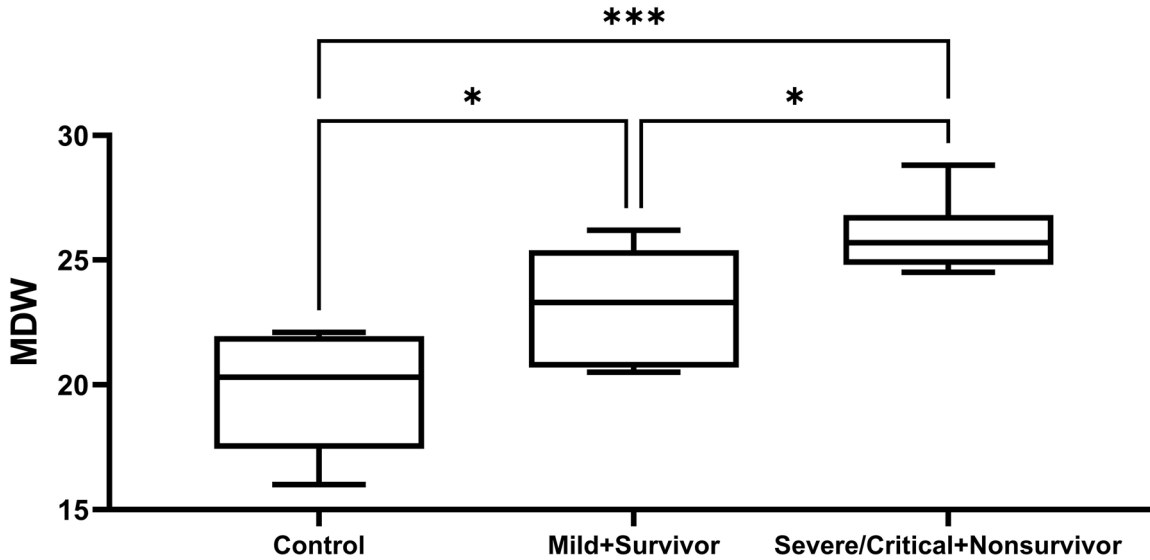 ***
*
*
30
25
20
15
MDW
Control
Mild+Survivor
Severe/Critical+Nonsurvivor